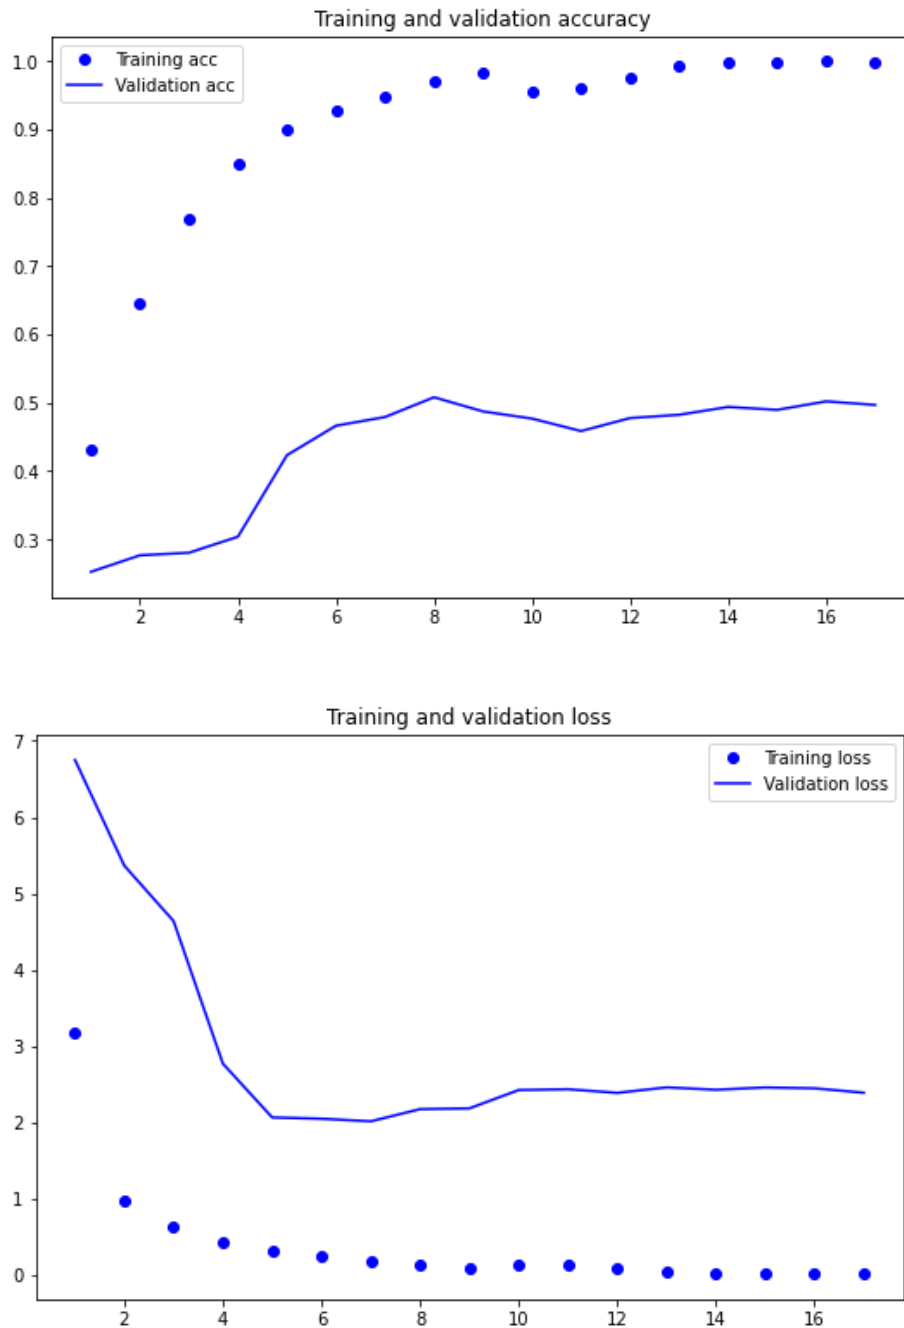 Training and validation accuracy
Training acc
Validation acc
1.0
0.9
0.8
0.7
0.6
0.5
0.4
0.3
2 4 6 8 10 12 14 16
Training and validation loss
Training loss
Validation loss
7
6
5
4
3
2
1
0
2 4 6 8 10 12 14 16